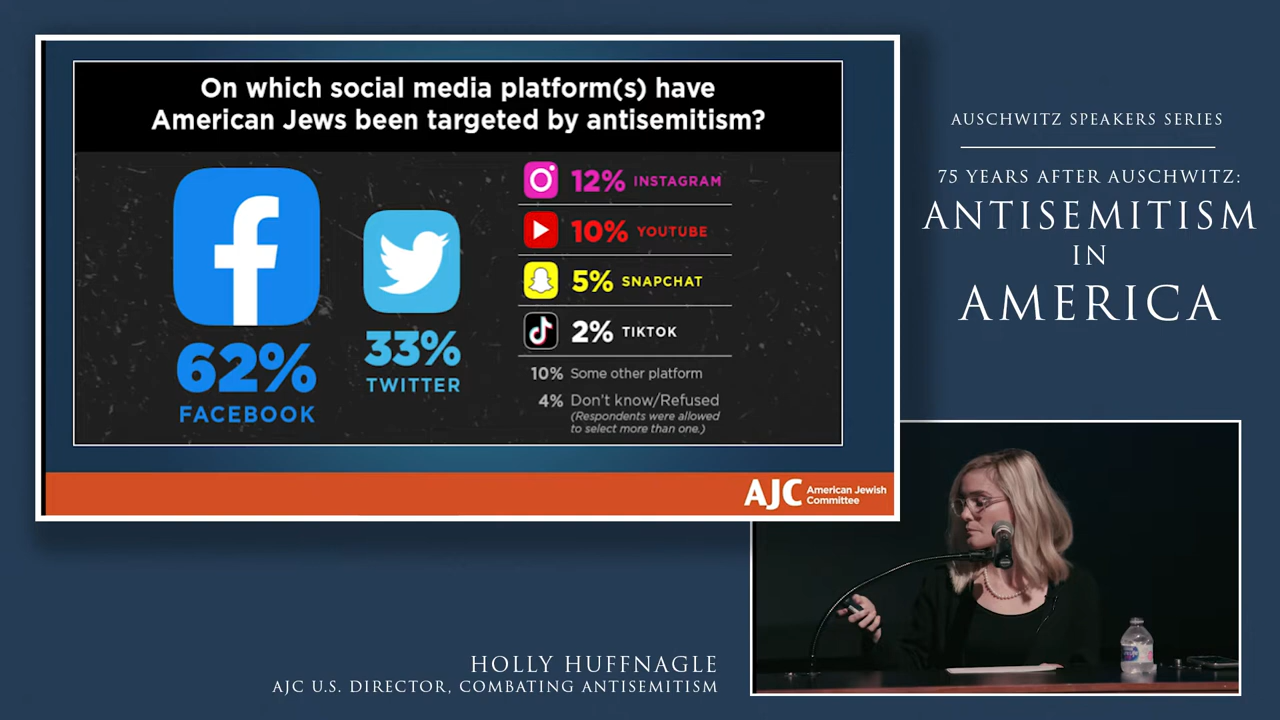 On which social media platform(s) have
American Jews been targeted by antisemitism?
62%
FACEBOOK
33%
TWITTER
12% INSTAGRAM
10% YOUTUBE
5% SNAPCHAT
2% TIKTOK
10% Some other platform
4% Don't know/Refused
(Respondents were allowed
to select more than one.)
AJC American Jewish
Committee
AUSCHWITZ SPEAKERS SERIES
75 YEARS AFTER AUSCHWITZ:
ANTISEMITISM
IN
AMERICA
HOLLY HUFFNAGLE
AJC U.S. DIRECTOR, COMBATING ANTISEMITISM